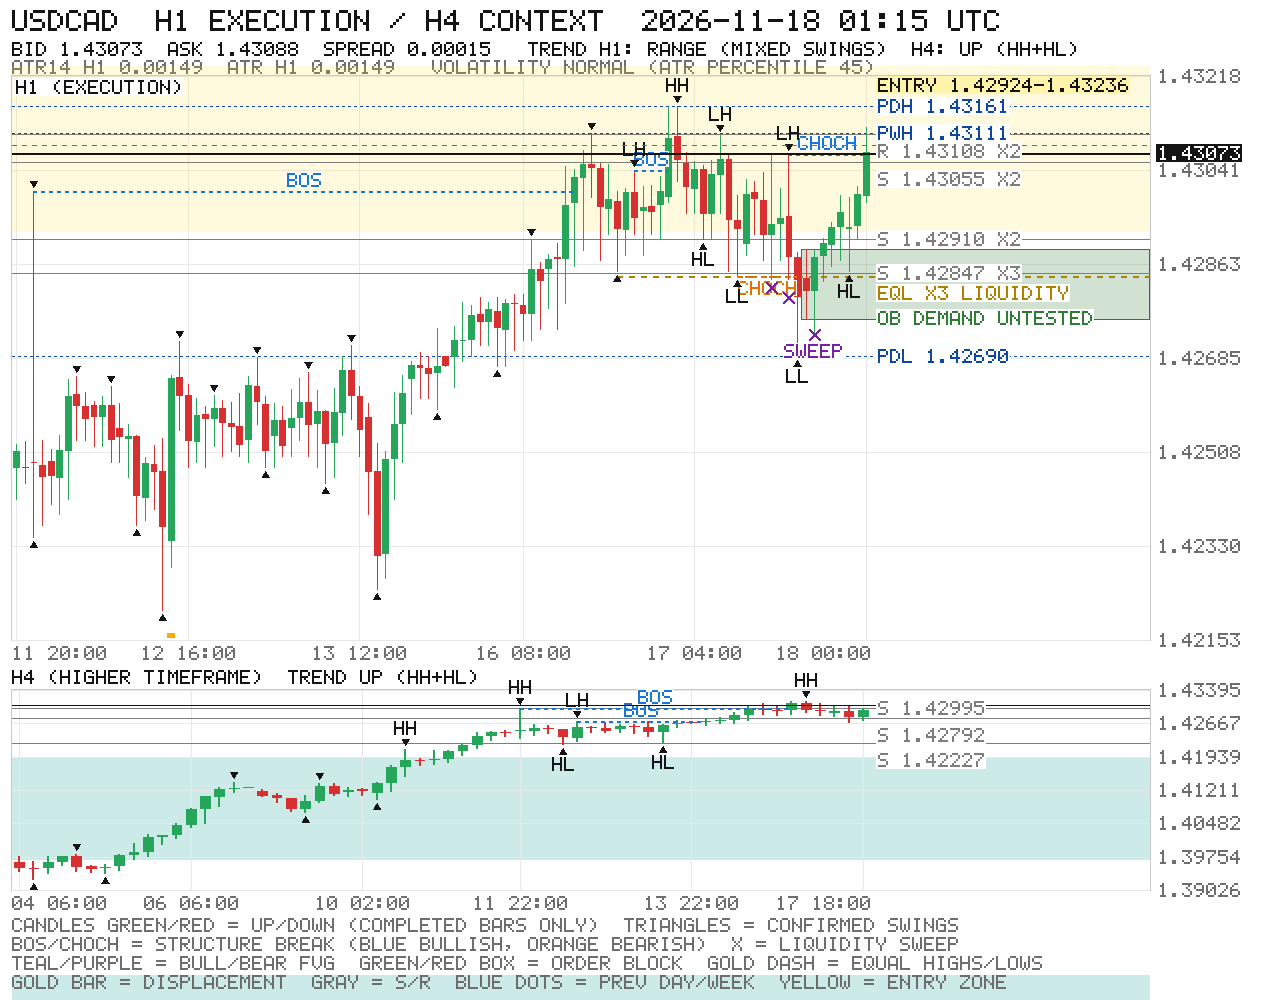 USDCAD  H1 EXECUTION / H4 CONTEXT  2026-11-18 01:15 UTC
BID 1.43073  ASK 1.43088  SPREAD 0.00015  TREND H1: RANGE (MIXED SWINGS)  H4: UP (HH+HL)
ATR14 H1 0.00149  ATR H1 0.00149  VOLATILITY NORMAL (ATR PERCENTILE 45)
H1 (EXECUTION)
HH
ENTRY 1.42924-1.43236
1.43218
PDH 1.43161
LH
PWH 1.43111
LH
CHOCH
LH
R 1.43108 X2
1.43073
BOS
1.43041
BOS
S 1.43055 X2
S 1.42910 X2
HL
1.42863
S 1.42847 X3
CHOCH
LL
HL
EQL X3 LIQUIDITY
OB DEMAND UNTESTED
SWEEP
PDL 1.42690
1.42685
LL
1.42508
1.42330
1.42153
11 20:00  12 16:00  13 12:00  16 08:00  17 04:00  18 00:00
H4 (HIGHER TIMEFRAME)  TREND UP (HH+HL)
HH
HH
1.43395
LH
BOS
BOS
S 1.42995
HH
1.42667
S 1.42792
HL
HL
1.41939
S 1.42227
1.41211
1.40482
1.39754
1.39026
04 06:00  06 06:00  10 02:00  11 22:00  13 22:00  17 18:00
CANDLES GREEN/RED = UP/DOWN (COMPLETED BARS ONLY)  TRIANGLES = CONFIRMED SWINGS
BOS/CHOCH = STRUCTURE BREAK (BLUE BULLISH, ORANGE BEARISH)  X = LIQUIDITY SWEEP
TEAL/PURPLE = BULL/BEAR FVG  GREEN/RED BOX = ORDER BLOCK  GOLD DASH = EQUAL HIGHS/LOWS
GOLD BAR = DISPLACEMENT  GRAY = S/R  BLUE DOTS = PREV DAY/WEEK  YELLOW = ENTRY ZONE